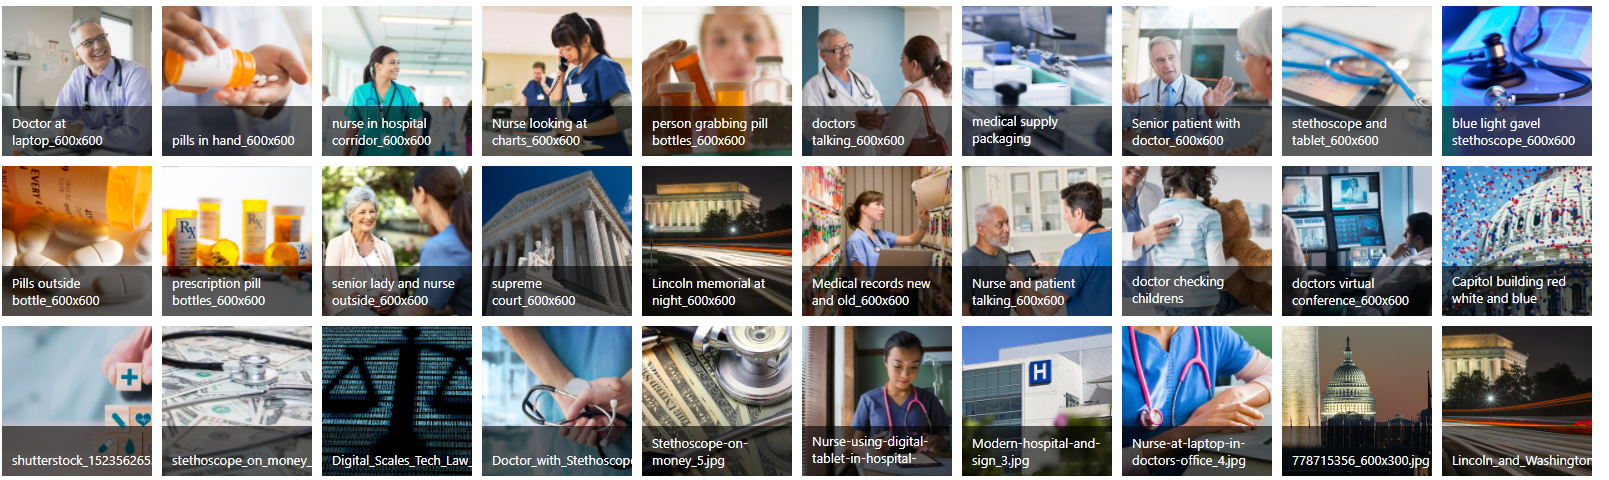 Doctor at
laptop_600x600
pills in hand_600x600
nurse in hospital
corridor_600x600
Nurse looking at
charts_600x600
person grabbing pill
bottles_600x600
doctors
talking_600x600
medical supply
packaging
Senior patient with
doctor_600x600
stethoscope and
tablet_600x600
blue light gavel
stethoscope_600x600
EVERY
Pills outside
bottle_600x600
Rx
Rx
prescription pill
bottles_600x600
senior lady and nurse
outside_600x600
supreme
court_600x600
Lincoln memorial at
night_600x600
Medical records new
and old_600x600
Nurse and patient
talking_600x600
doctor checking
childrens
doctors virtual
conference_600x600
Capitol building red
white and blue
shutterstock_152356265
stethoscope_on_money_
Digital_Scales_Tech_Law_
Doctor_with_Stethoscope
Stethoscope-on-
money_5.jpg
Nurse-using-digital-
tablet-in-hospital-
H
Modern-hospital-and-
sign_3.jpg
Nurse-at-laptop-in-
doctors-office_4.jpg
778715356_600x300.jpg
Lincoln_and_Washington